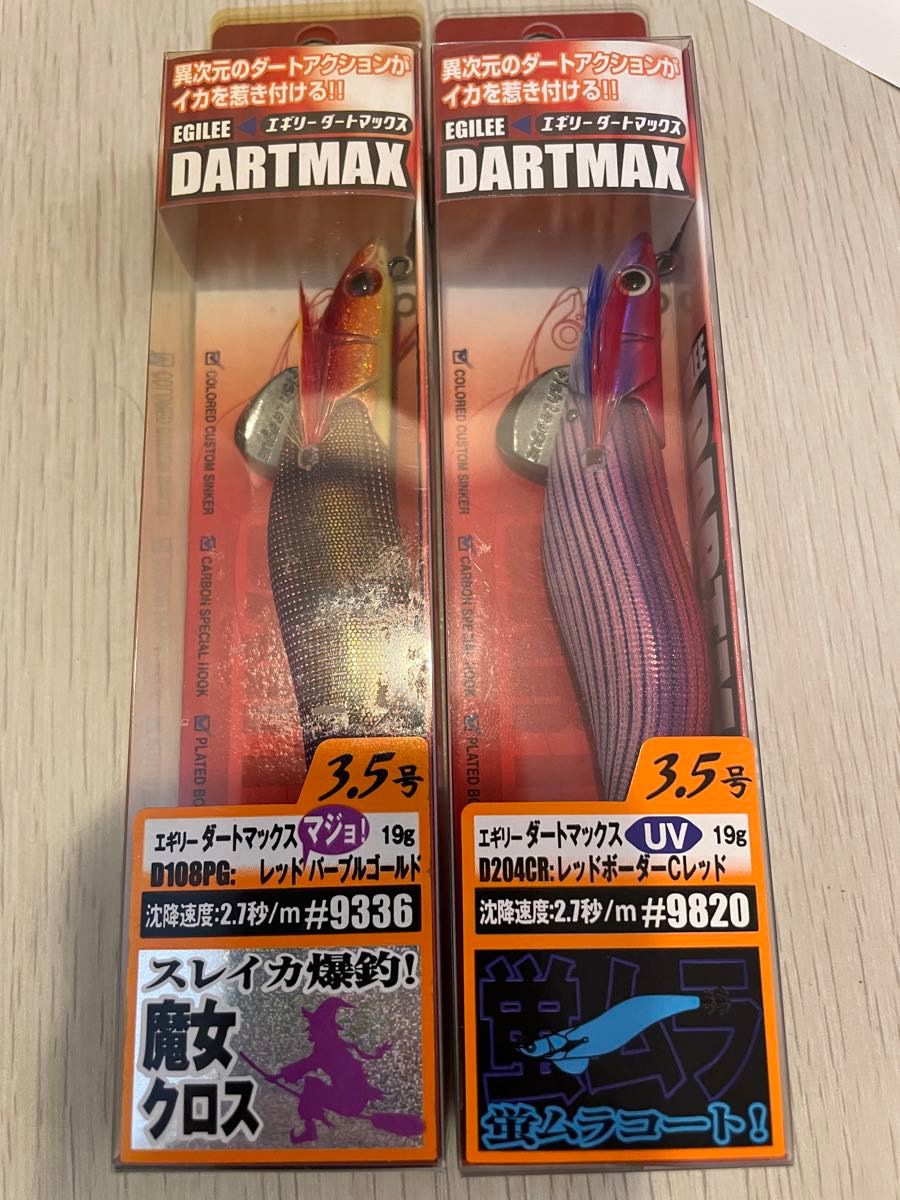 異次元のダートアクションが
イカを惹き付ける!!
EGILEE エギリーダートマックス
DARTMAX
COLORED CUSTOM SINKER
CARBON SPECIAL HOOK
PLATED BO
3.5号
エギリー ダートマックス マジョ! 19g
D108PG: レッドパープルゴールド
沈降速度:2.7秒/m #9336
スレイカ爆釣!
魔女
クロス
異次元のダートアクションが
イカを惹き付ける!!
EGILEE エギリーダートマックス
DARTMAX
COLORED CUSTOM SINKER
CARBON SPECIAL HOOK
PLATED BO
3.5号
エギリー ダートマックス UV 19g
D204CR:レッドボーダーCレッド
沈降速度:2.7秒/m #9820
蛍ムラ
蛍ムラコート!